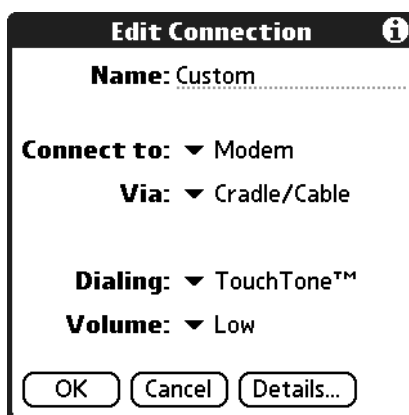 Edit Connection i
Name: Custom
Connect to: Modem
Via: Cradle/Cable
Dialing: TouchTone™
Volume: Low
OK Cancel Details...